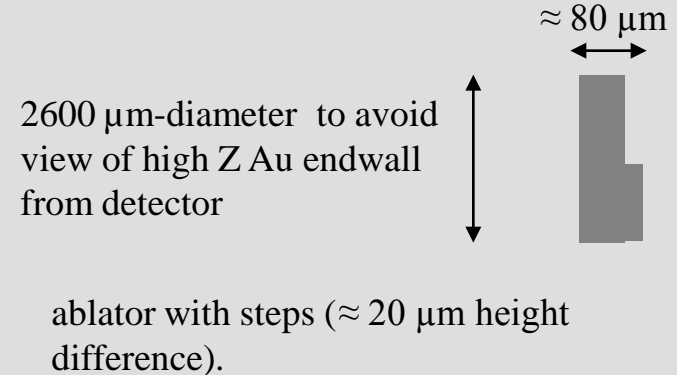 ≈ 80 µm
2600 µm-diameter to avoid
view of high Z Au endwall
from detector
ablator with steps (≈ 20 µm height
difference).